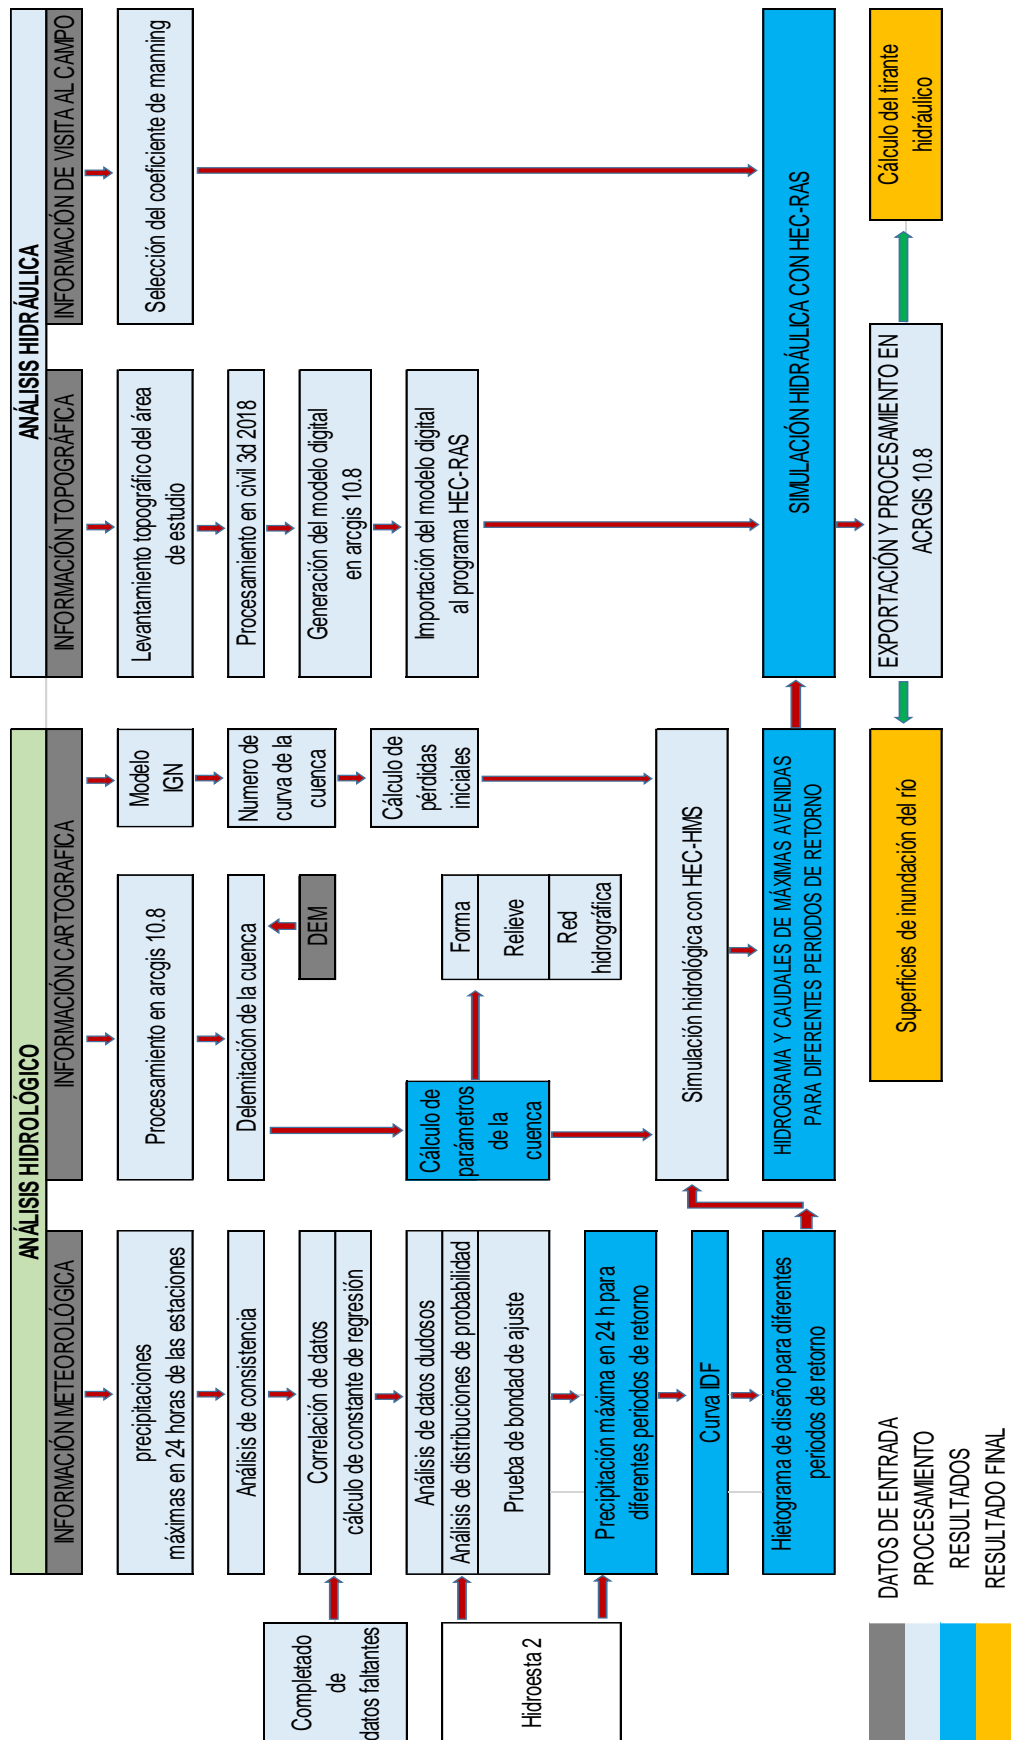 ANÁLISIS HIDROLÓGICO
ANÁLISIS HIDRÁULICA
INFORMACIÓN METEOROLÓGICA
INFORMACIÓN CARTOGRAFICA
INFORMACIÓN TOPOGRÁFICA
INFORMACIÓN DE VISITA AL CAMPO
precipitaciones
máximas en 24 horas de las estaciones
Análisis de consistencia
Completado
de
datos faltantes
Correlación de datos
cálculo de constante de regresión
Hidroesta 2
Análisis de datos dudosos
Análisis de distribuciones de probabilidad
Prueba de bondad de ajuste
Precipitación máxima en 24 h para
diferentes periodos de retorno
Curva IDF
Hietograma de diseño para diferentes
periodos de retorno
Procesamiento en arcgis 10.8
Delemitación de la cuenca
DEM
Cálculo de
parámetros
de la
cuenca
Forma
Relieve
Red
hidrográfica
Modelo
IGN
Numero de
curva de la
cuenca
Cálculo de
pérdidas
iniciales
Simulación hidrológica con HEC-HMS
HIDROGRAMA Y CAUDALES DE MÁXIMAS AVENIDAS
PARA DIFERENTES PERIODOS DE RETORNO
Levantamiento topográfico del área
de estudio
Procesamiento en civil 3d 2018
Generación del modelo digital
en arcgis 10.8
Importación del modelo digital
al programa HEC-RAS
Selección del coeficiente de manning
SIMULACIÓN HIDRÁULICA CON HEC-RAS
EXPORTACIÓN Y PROCESAMIENTO EN
ACRGIS 10.8
Superficies de inundación del río
Cálculo del tirante
hidráulico
DATOS DE ENTRADA
PROCESAMIENTO
RESULTADOS
RESULTADO FINAL